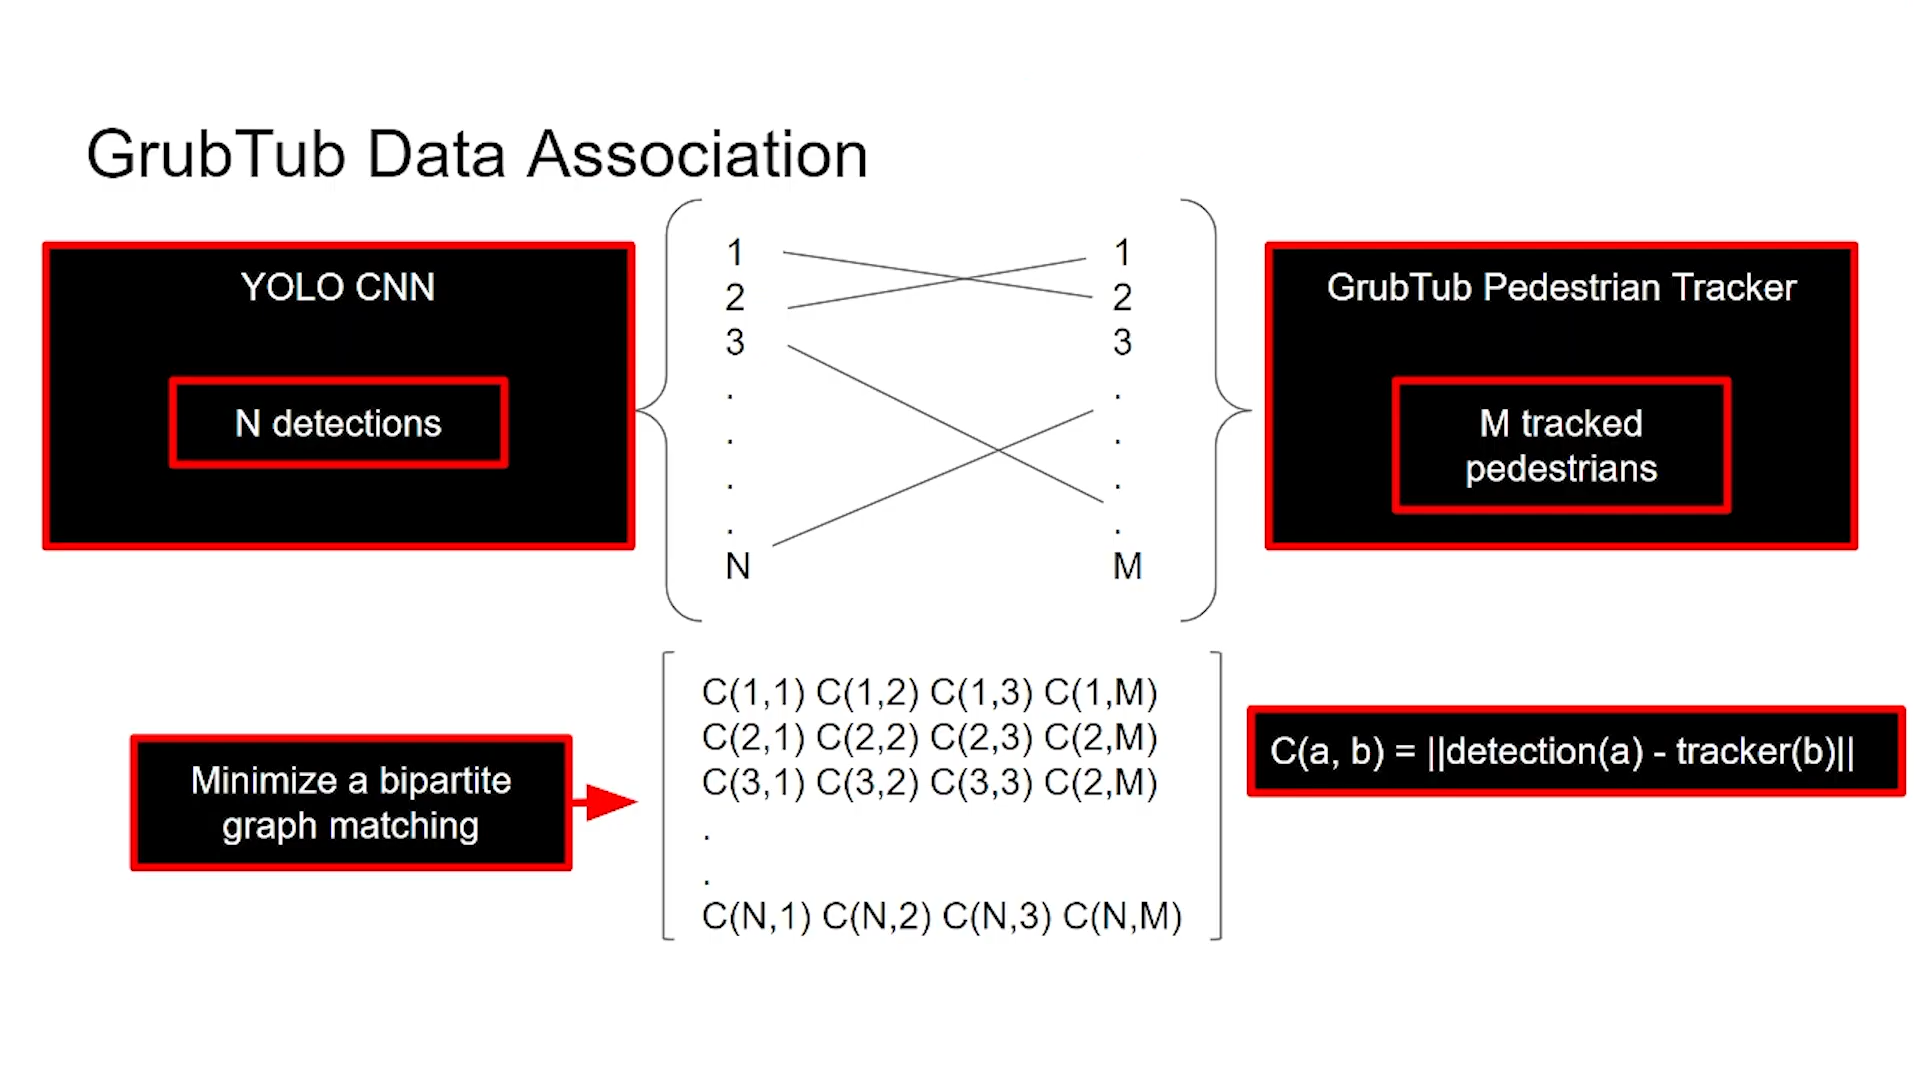 GrubTub Data Association
YOLO CNN
N detections
1
2
3
.
.
.
.
N
1
2
3
.
.
.
.
M
GrubTub Pedestrian Tracker
M tracked
pedestrians
Minimize a bipartite
graph matching
C(1,1) C(1,2) C(1,3) C(1,M)
C(2,1) C(2,2) C(2,3) C(2,M)
C(3,1) C(3,2) C(3,3) C(2,M)
.
.
C(N,1) C(N,2) C(N,3) C(N,M)
C(a, b) = ||detection(a) - tracker(b)||